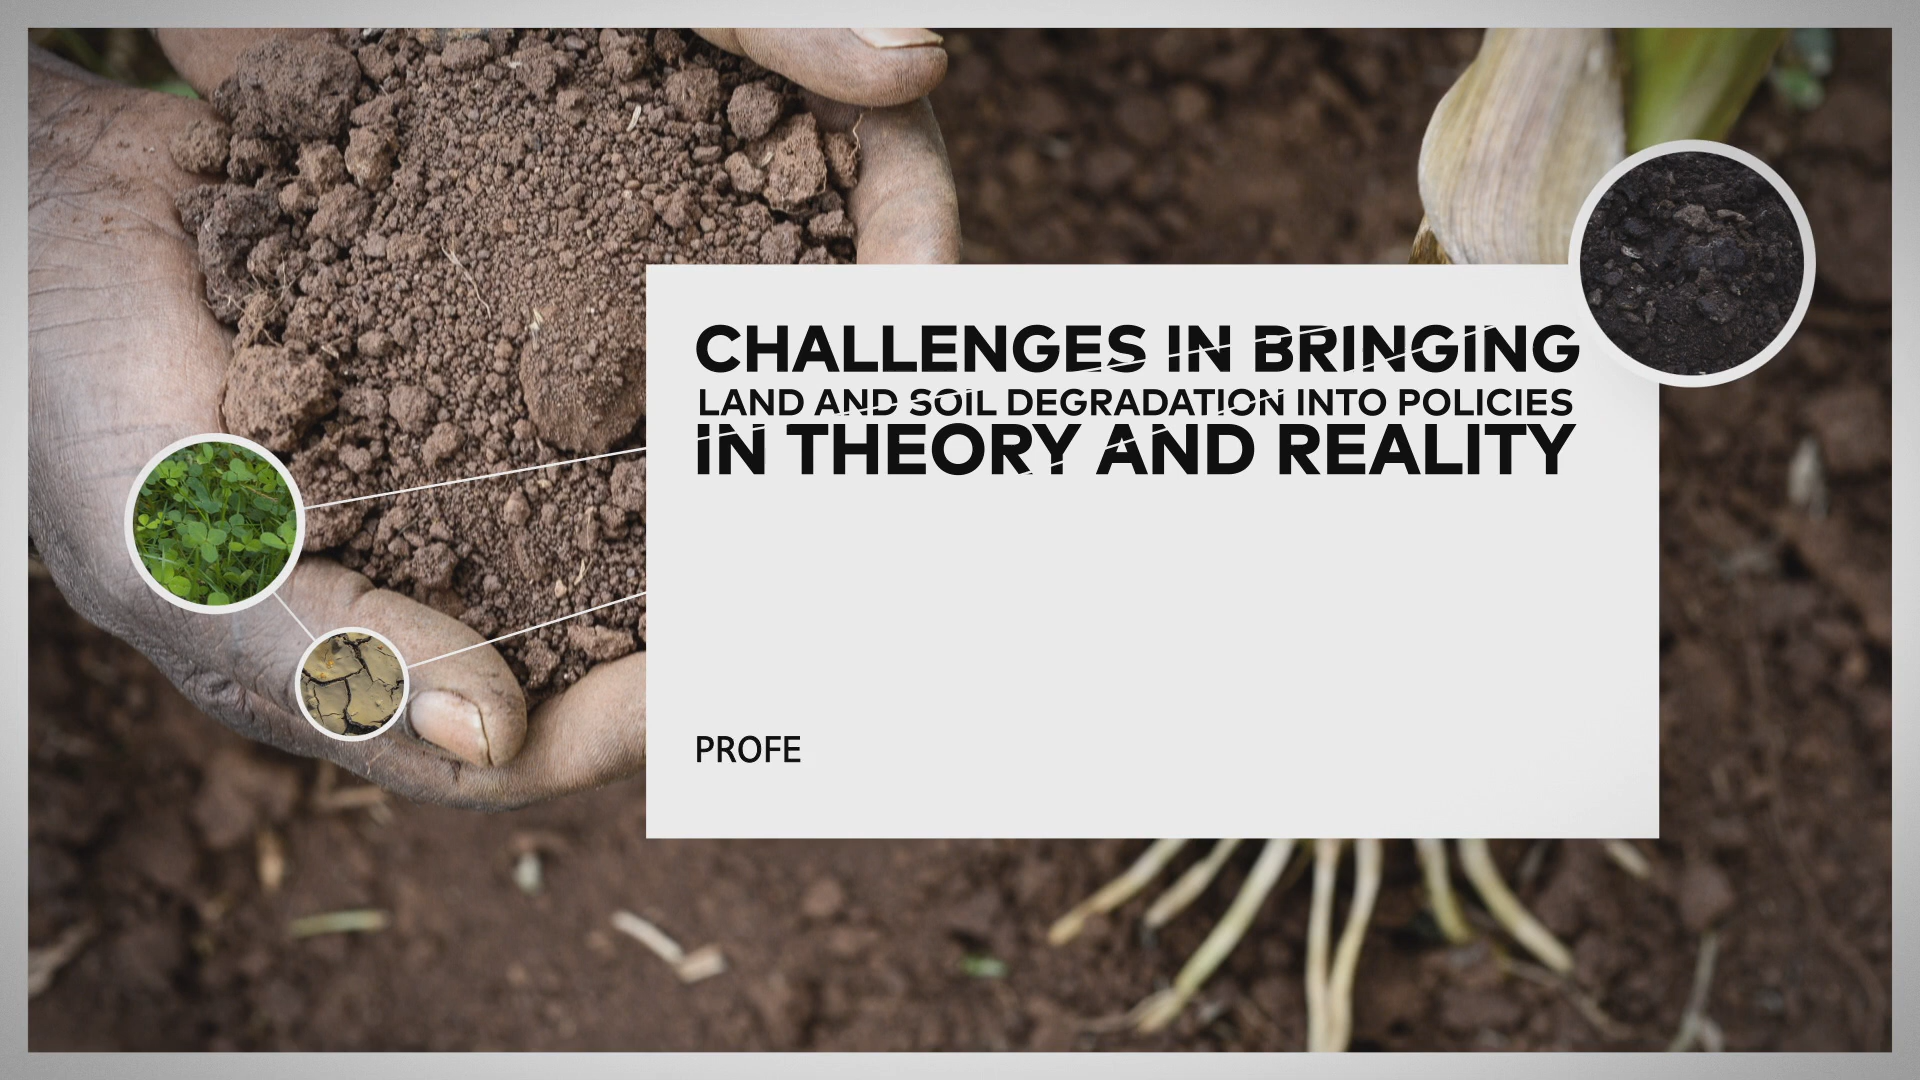 CHALLENGES IN BRINGING
LAND AND SOIL DEGRADATION INTO POLICIES
IN THEORY AND REALITY
PROFE